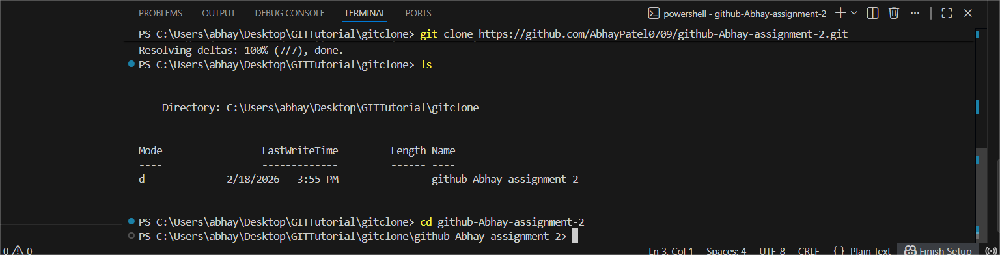 PROBLEMS OUTPUT DEBUG CONSOLE TERMINAL PORTS powershell - github-Abhay-assignment-2
PS C:\Users\abhay\Desktop\GITTutorial\gitclone> git clone https://github.com/AbhayPatel0709/github-Abhay-assignment-2.git
Resolving deltas: 100% (7/7), done.
PS C:\Users\abhay\Desktop\GITTutorial\gitclone> ls
Directory: C:\Users\abhay\Desktop\GITTutorial\gitclone
Mode LastWriteTime Length Name
---- ------------- ------ ----
d----- 2/18/2026 3:55 PM github-Abhay-assignment-2
PS C:\Users\abhay\Desktop\GITTutorial\gitclone> cd github-Abhay-assignment-2
PS C:\Users\abhay\Desktop\GITTutorial\gitclone\github-Abhay-assignment-2>
0 0 Ln 3, Col 1 Spaces: 4 UTF-8 CRLF { } Plain Text Finish Setup